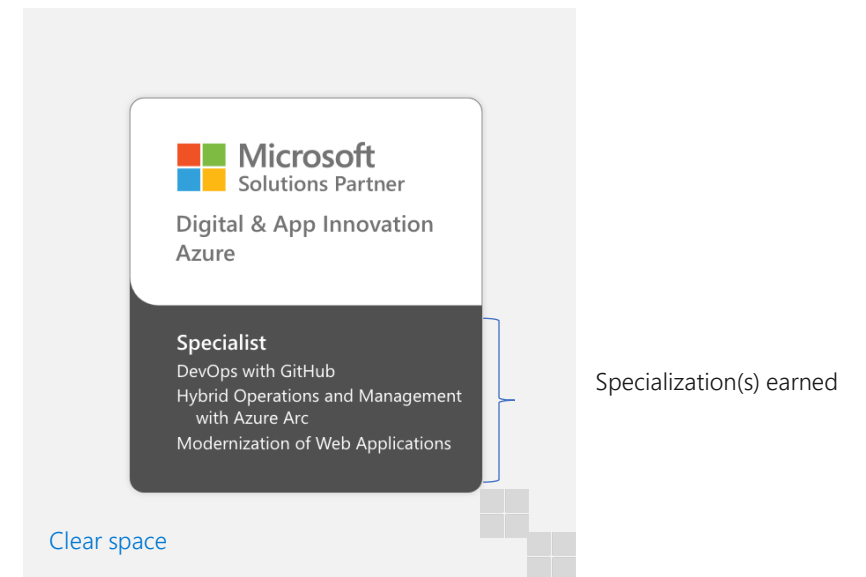 Microsoft
Solutions Partner
Digital & App Innovation
Azure
Specialist
DevOps with GitHub
Hybrid Operations and Management
with Azure Arc
Modernization of Web Applications
Specialization(s) earned
Clear space